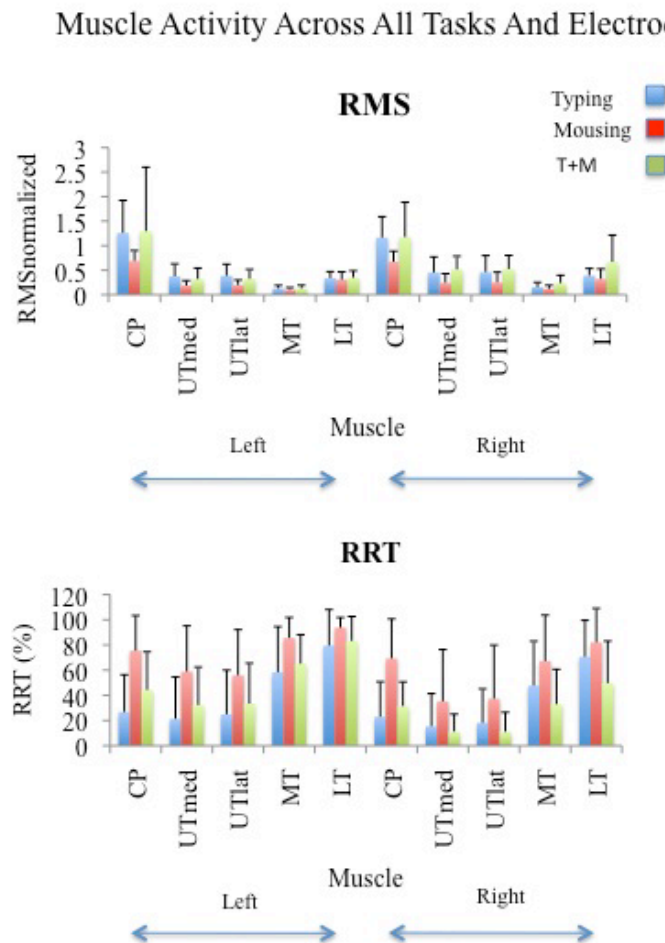 Muscle Activity Across All Tasks And Electrod
RMS
Typing
Mousing
T+M
RMSnormalized
3
2.5
2
1.5
1
0.5
0
CP UTmed UTlat MT LT CP UTmed UTlat MT LT
Muscle
Left Right
RRT
RRT (%)
120
100
80
60
40
20
0
CP UTmed UTlat MT LT CP UTmed UTlat MT LT
Muscle
Left Right